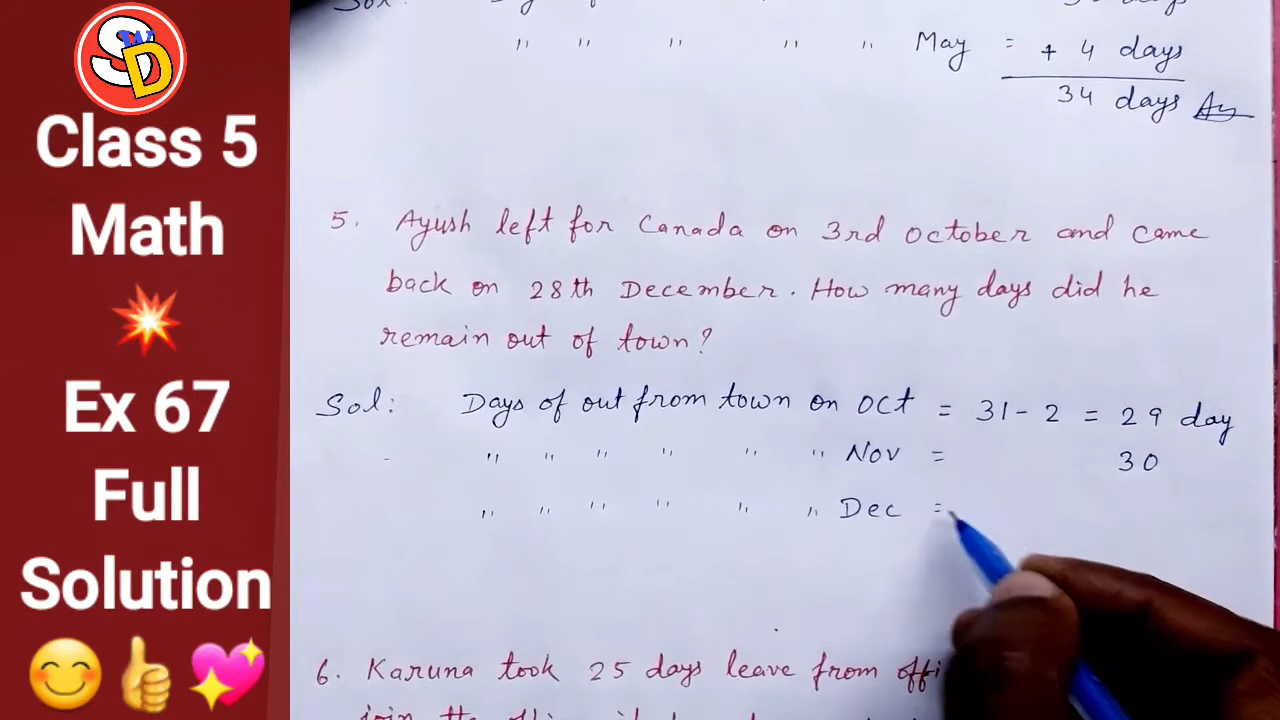 SWD
Class 5
Math
Ex 67
Full
Solution
" " " " " May = + 4 days
34 days
5. Ayush left for Canada on 3rd October and came
back on 28th December. How many days did he
remain out of town?
Sol: Days of out from town on Oct = 31 - 2 = 29 day
" " " " " " Nov = 30
" " " " " " Dec =
6. Karuna took 25 days leave from
join the